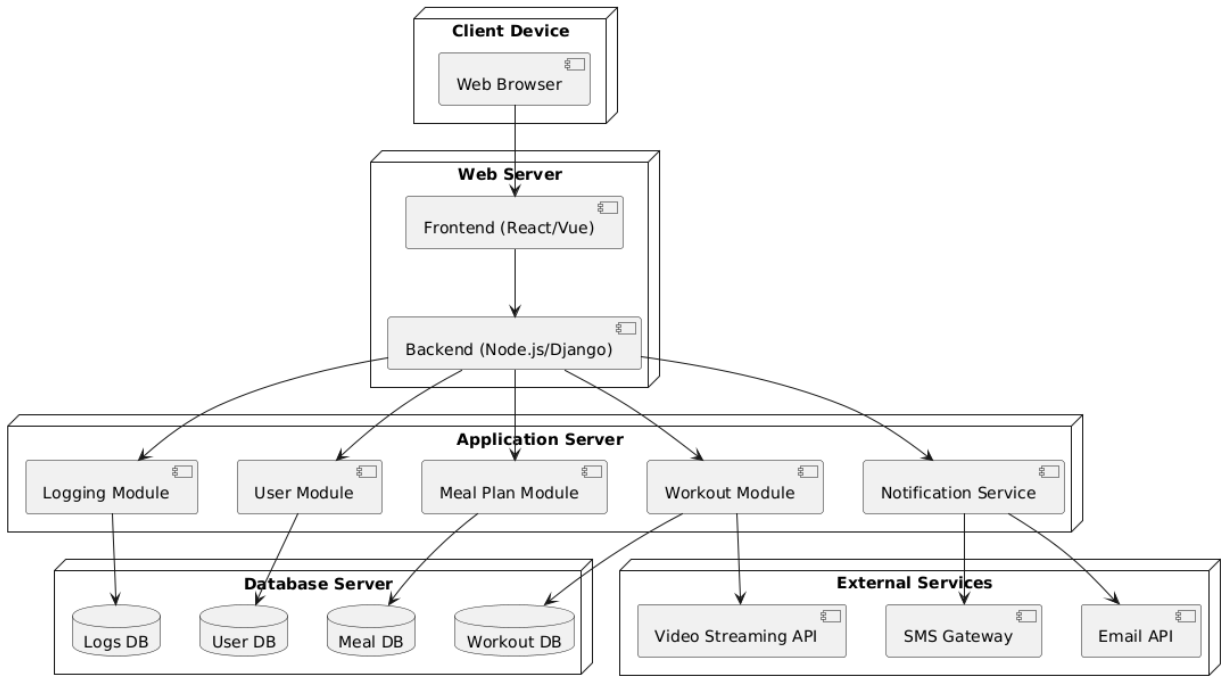 Client Device
Web Browser
Web Server
Frontend (React/Vue)
Backend (Node.js/Django)
Application Server
Logging Module
User Module
Meal Plan Module
Workout Module
Notification Service
Database Server
Logs DB
User DB
Meal DB
Workout DB
External Services
Video Streaming API
SMS Gateway
Email API